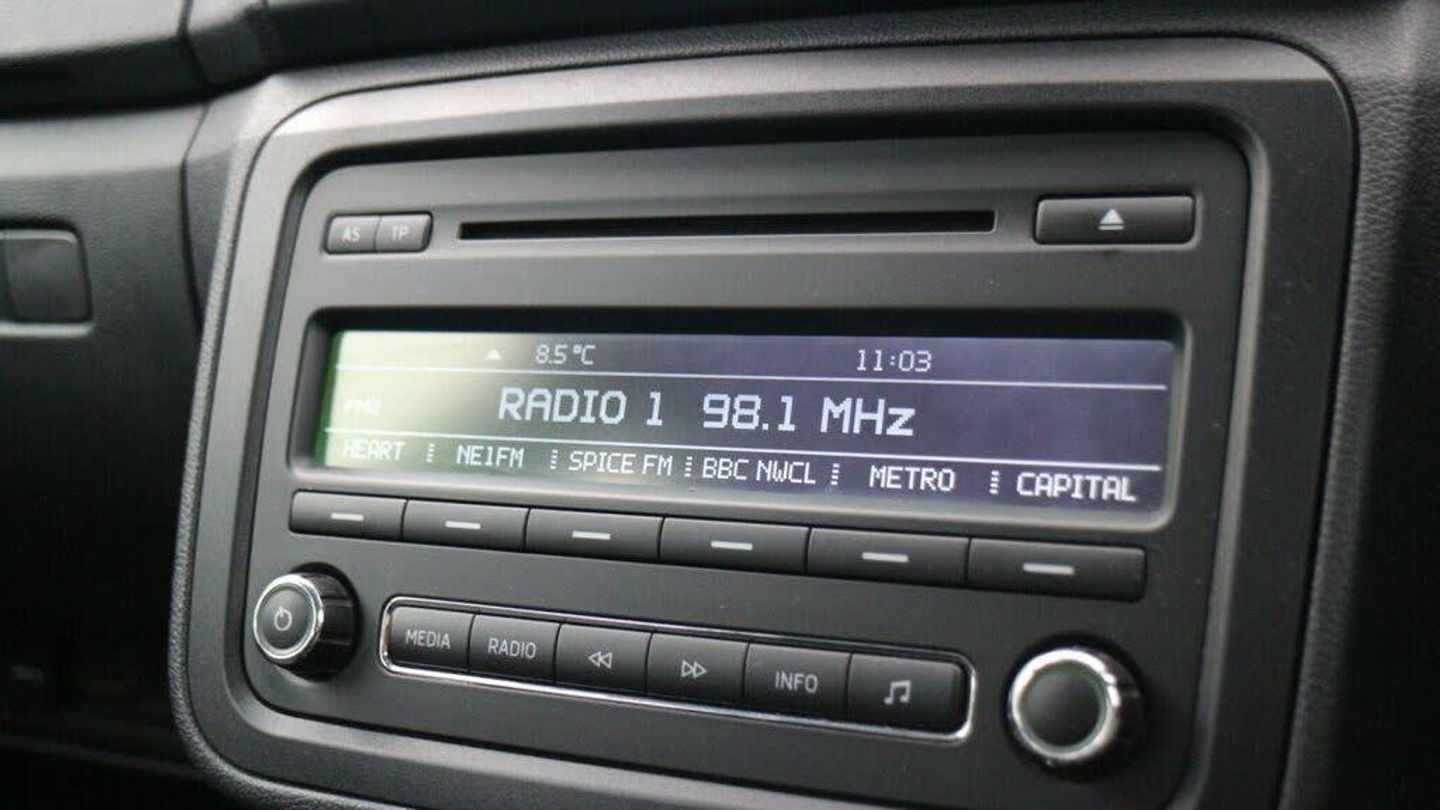 AS TP
8.5°C 11:03
RADIO 1 98.1 MHz
HEART NE1FM SPICE FM BBC NWCL METRO CAPITAL
MEDIA RADIO INFO